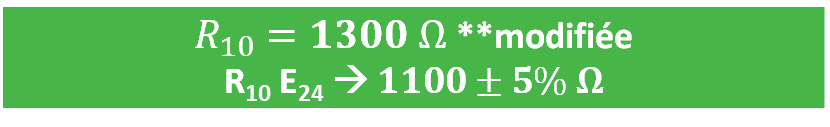 R₁₀ = 1300 Ω **modifiée
R₁₀ E₂₄ → 1100 ± 5% Ω